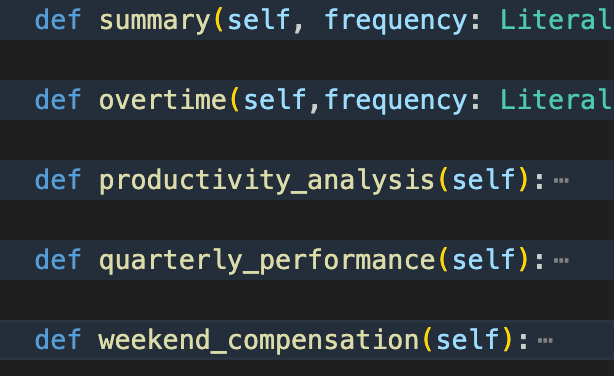 def summary(self, frequency: Literal
def overtime(self,frequency: Literal
def productivity_analysis(self):⋯
def quarterly_performance(self):⋯
def weekend_compensation(self):⋯